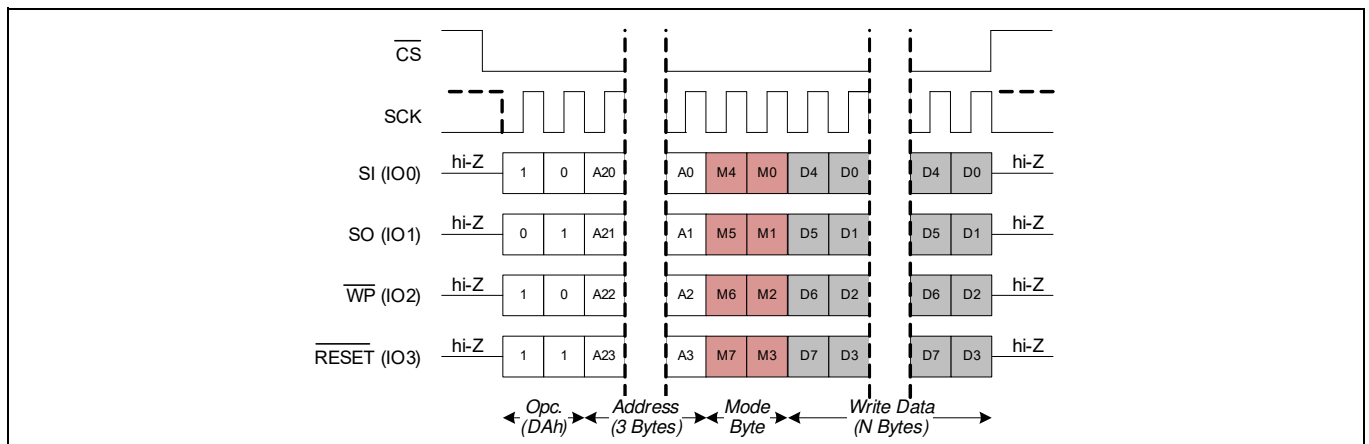 CS
SCK
SI (IO0) hi-Z 1 0 A20 A0 M4 M0 D4 D0 D4 D0 hi-Z
SO (IO1) hi-Z 0 1 A21 A1 M5 M1 D5 D1 D5 D1 hi-Z
WP (IO2) hi-Z 1 0 A22 A2 M6 M2 D6 D2 D6 D2 hi-Z
RESET (IO3) hi-Z 1 1 A23 A3 M7 M3 D7 D3 D7 D3 hi-Z
Opc. Address Mode Write Data
(DAh) (3 Bytes) Byte (N Bytes)